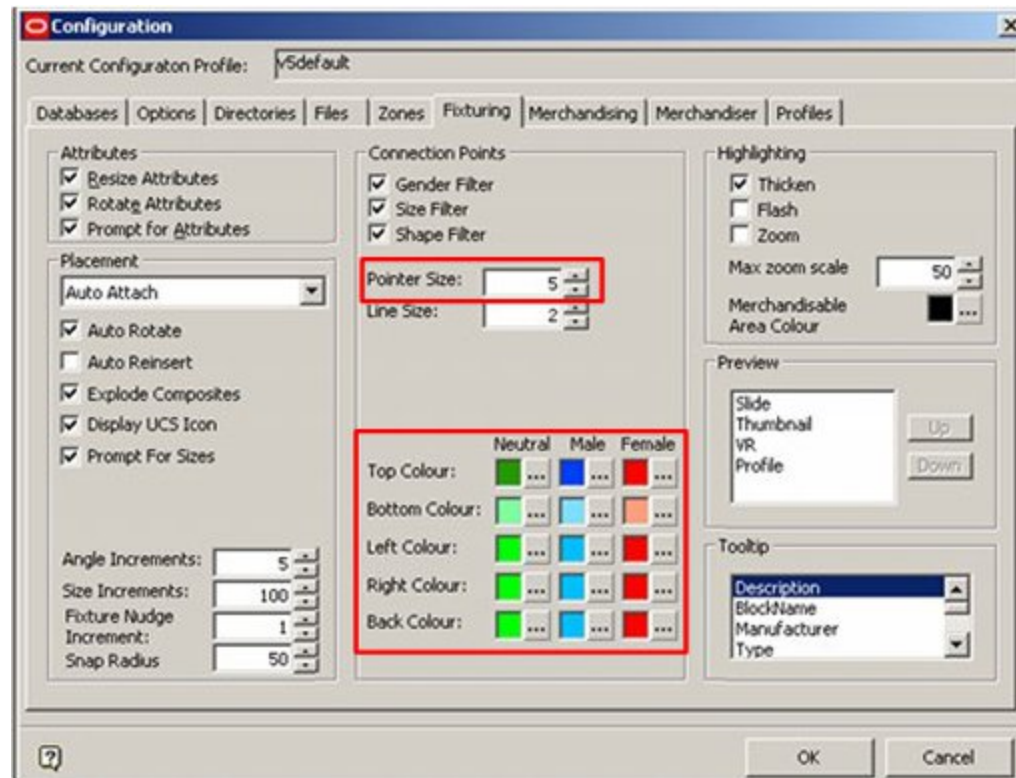 Configuration
Current Configuraton Profile: v5default
Databases Options Directories Files Zones Fixturing Merchandising Merchandiser Profiles
Attributes
Resize Attributes
Rotate Attributes
Prompt for Attributes
Placement
Auto Attach
Auto Rotate
Auto Reinsert
Explode Composites
Display UCS Icon
Prompt For Sizes
Angle Increments: 5
Size Increments: 100
Fixture Nudge
Increment: 1
Snap Radius 50
Connection Points
Gender Filter
Size Filter
Shape Filter
Pointer Size: 5
Line Size: 2
Neutral Male Female
Top Colour: ... ... ...
Bottom Colour: ... ... ...
Left Colour: ... ... ...
Right Colour: ... ... ...
Back Colour: ... ... ...
Highlighting
Thicken
Flash
Zoom
Max zoom scale 50
Merchandisable
Area Colour ...
Preview
Slide
Thumbnail
VR
Profile
Up
Down
Tooltip
Description
BlockName
Manufacturer
Type
?
OK Cancel